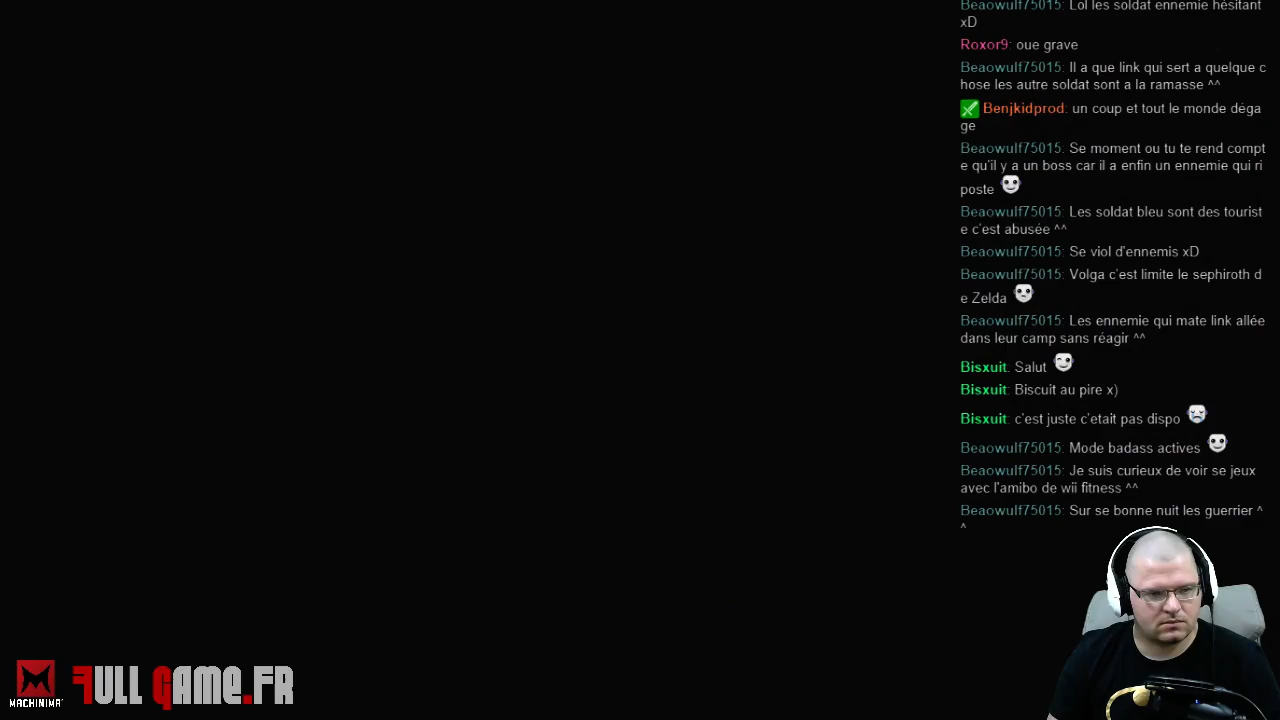 Beaowulf75015: Lol les soldat ennemie hésitant
xD
Roxor9: oue grave
Beaowulf75015: Il a que link qui sert a quelque c
hose les autre soldat sont a la ramasse ^^
Benjkidprod: un coup et tout le monde déga
ge
Beaowulf75015: Se moment ou tu te rend compt
e qu'il y a un boss car il a enfin un ennemie qui ri
poste
Beaowulf75015: Les soldat bleu sont des tourist
e c'est abusée ^^
Beaowulf75015: Se viol d'ennemis xD
Beaowulf75015: Volga c'est limite le sephiroth d
e Zelda
Beaowulf75015: Les ennemie qui mate link allée
dans leur camp sans réagir ^^
Bisxuit: Salut
Bisxuit: Biscuit au pire x)
Bisxuit: c'est juste c'etait pas dispo
Beaowulf75015: Mode badass actives
Beaowulf75015: Je suis curieux de voir se jeux
avec l'amibo de wii fitness ^^
Beaowulf75015: Sur se bonne nuit les guerrier ^
^
MACHINIMA
FULL GAME.FR